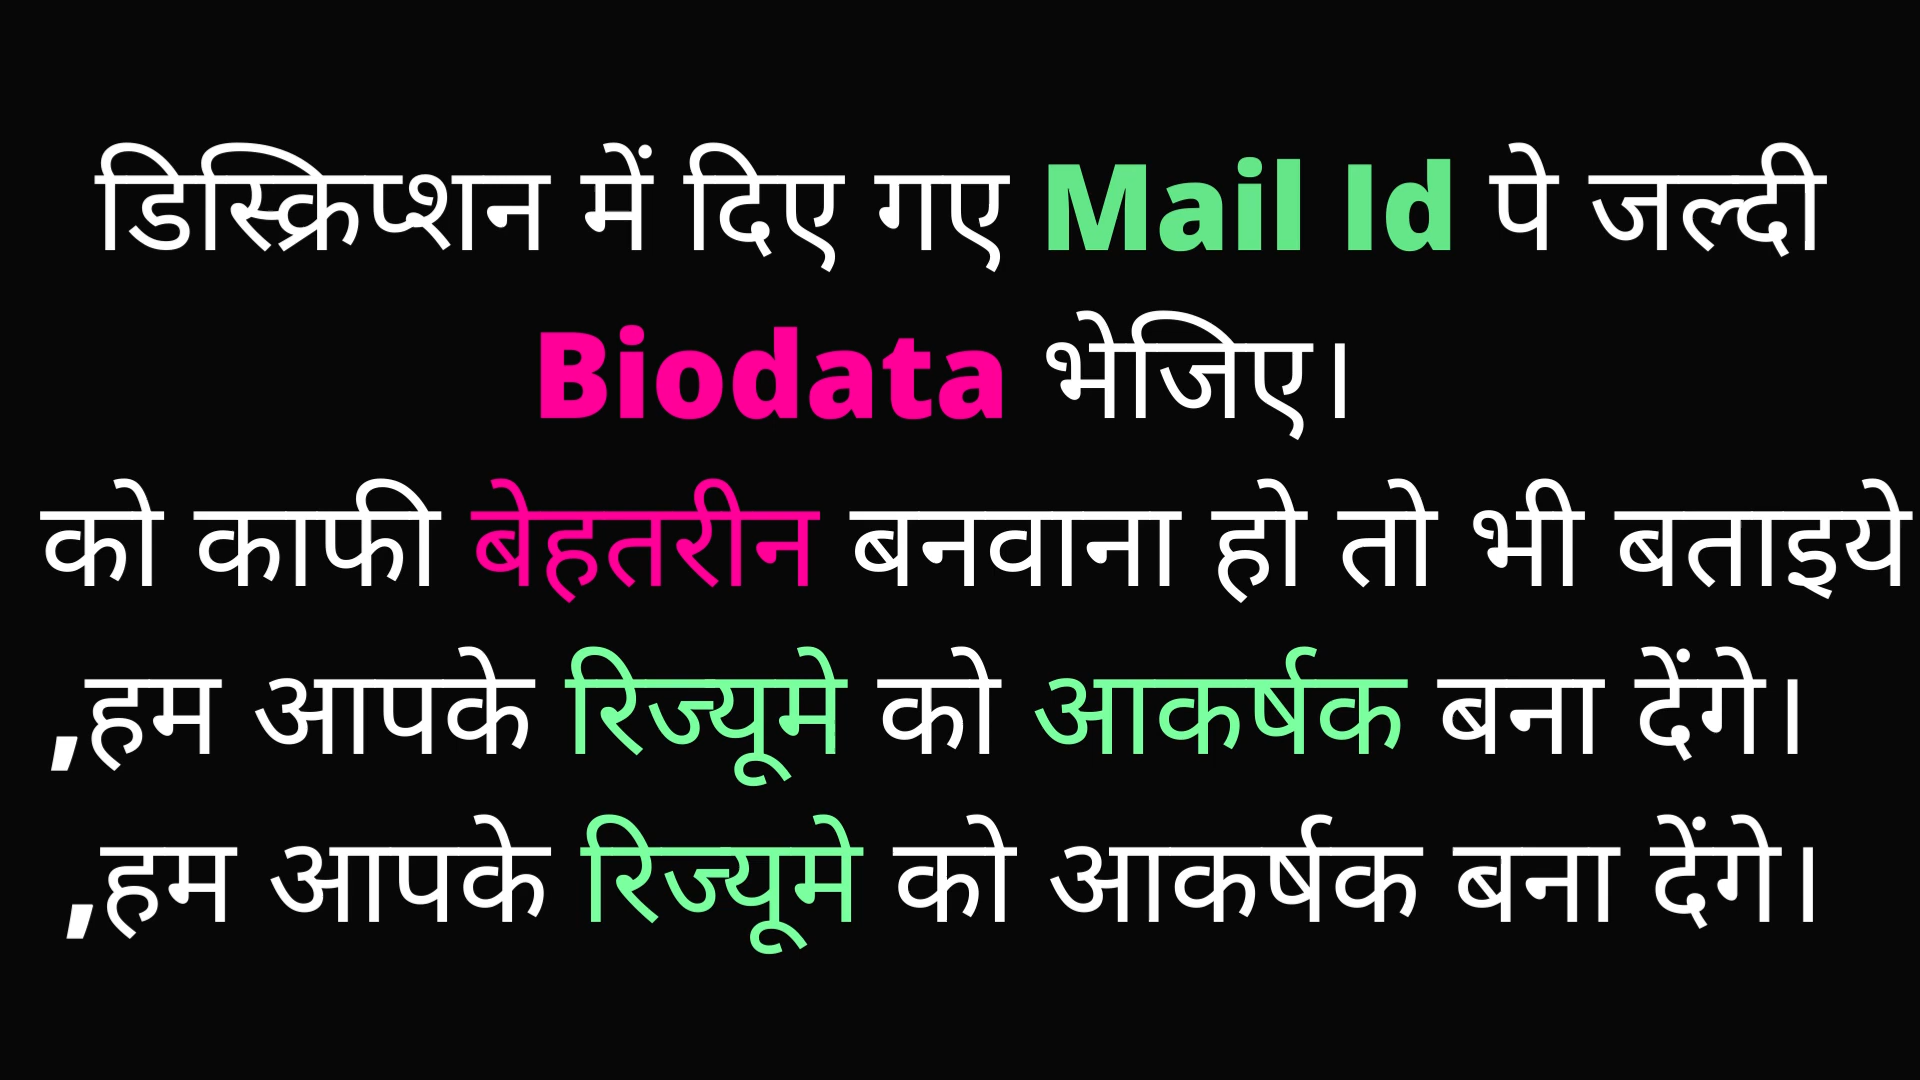 डिस्क्रिप्शन में दिए गए Mail Id पे जल्दी
Biodata भेजिए।
को काफी बेहतरीन बनवाना हो तो भी बताइये
,हम आपके रिज्यूमे को आकर्षक बना देंगे।
,हम आपके रिज्यूमे को आकर्षक बना देंगे।